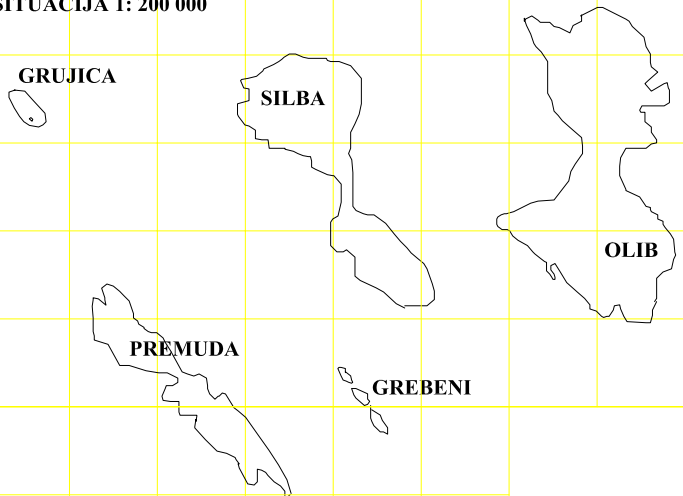 SITUACIJA 1: 200 000
GRUJICA
SILBA
OLIB
PREMUDA
GREBENI